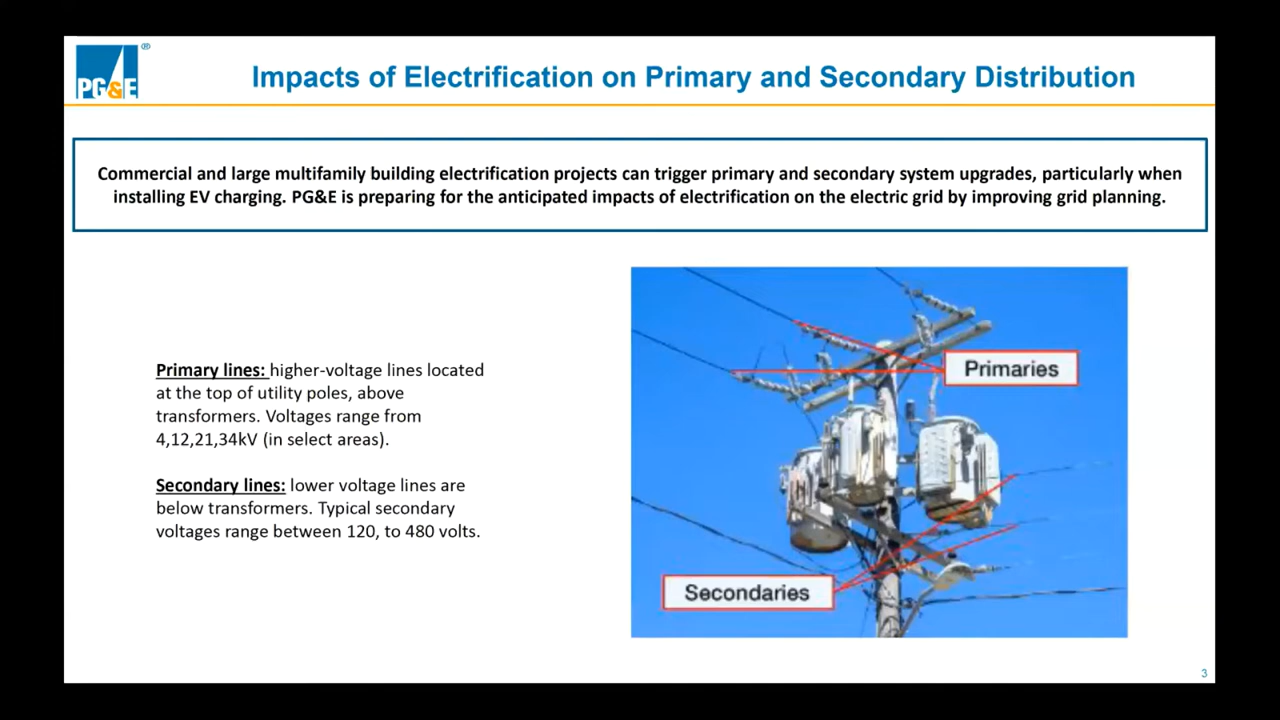 PG&E
®
Impacts of Electrification on Primary and Secondary Distribution
Commercial and large multifamily building electrification projects can trigger primary and secondary system upgrades, particularly when
installing EV charging. PG&E is preparing for the anticipated impacts of electrification on the electric grid by improving grid planning.
Primary lines: higher-voltage lines located
at the top of utility poles, above
transformers. Voltages range from
4,12,21,34kV (in select areas).
Secondary lines: lower voltage lines are
below transformers. Typical secondary
voltages range between 120, to 480 volts.
Primaries
Secondaries
3